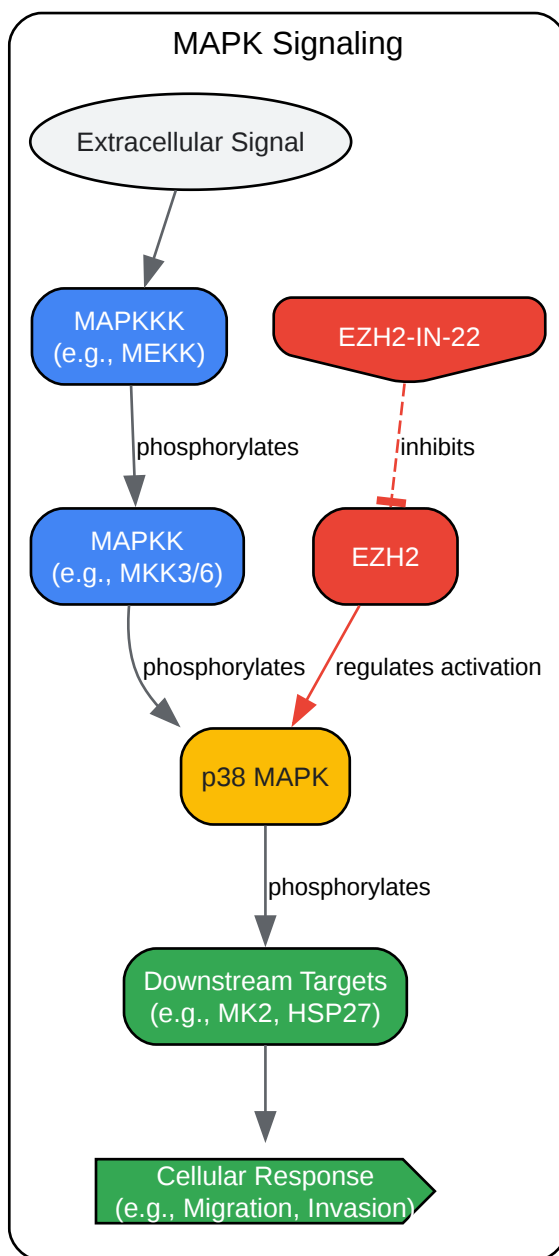 MAPK Signaling
Extracellular Signal
MAPKKK
(e.g., MEKK)
EZH2-IN-22
phosphorylates
inhibits
MAPKK
(e.g., MKK3/6)
EZH2
phosphorylates
regulates activation
p38 MAPK
phosphorylates
Downstream Targets
(e.g., MK2, HSP27)
Cellular Response
(e.g., Migration, Invasion)